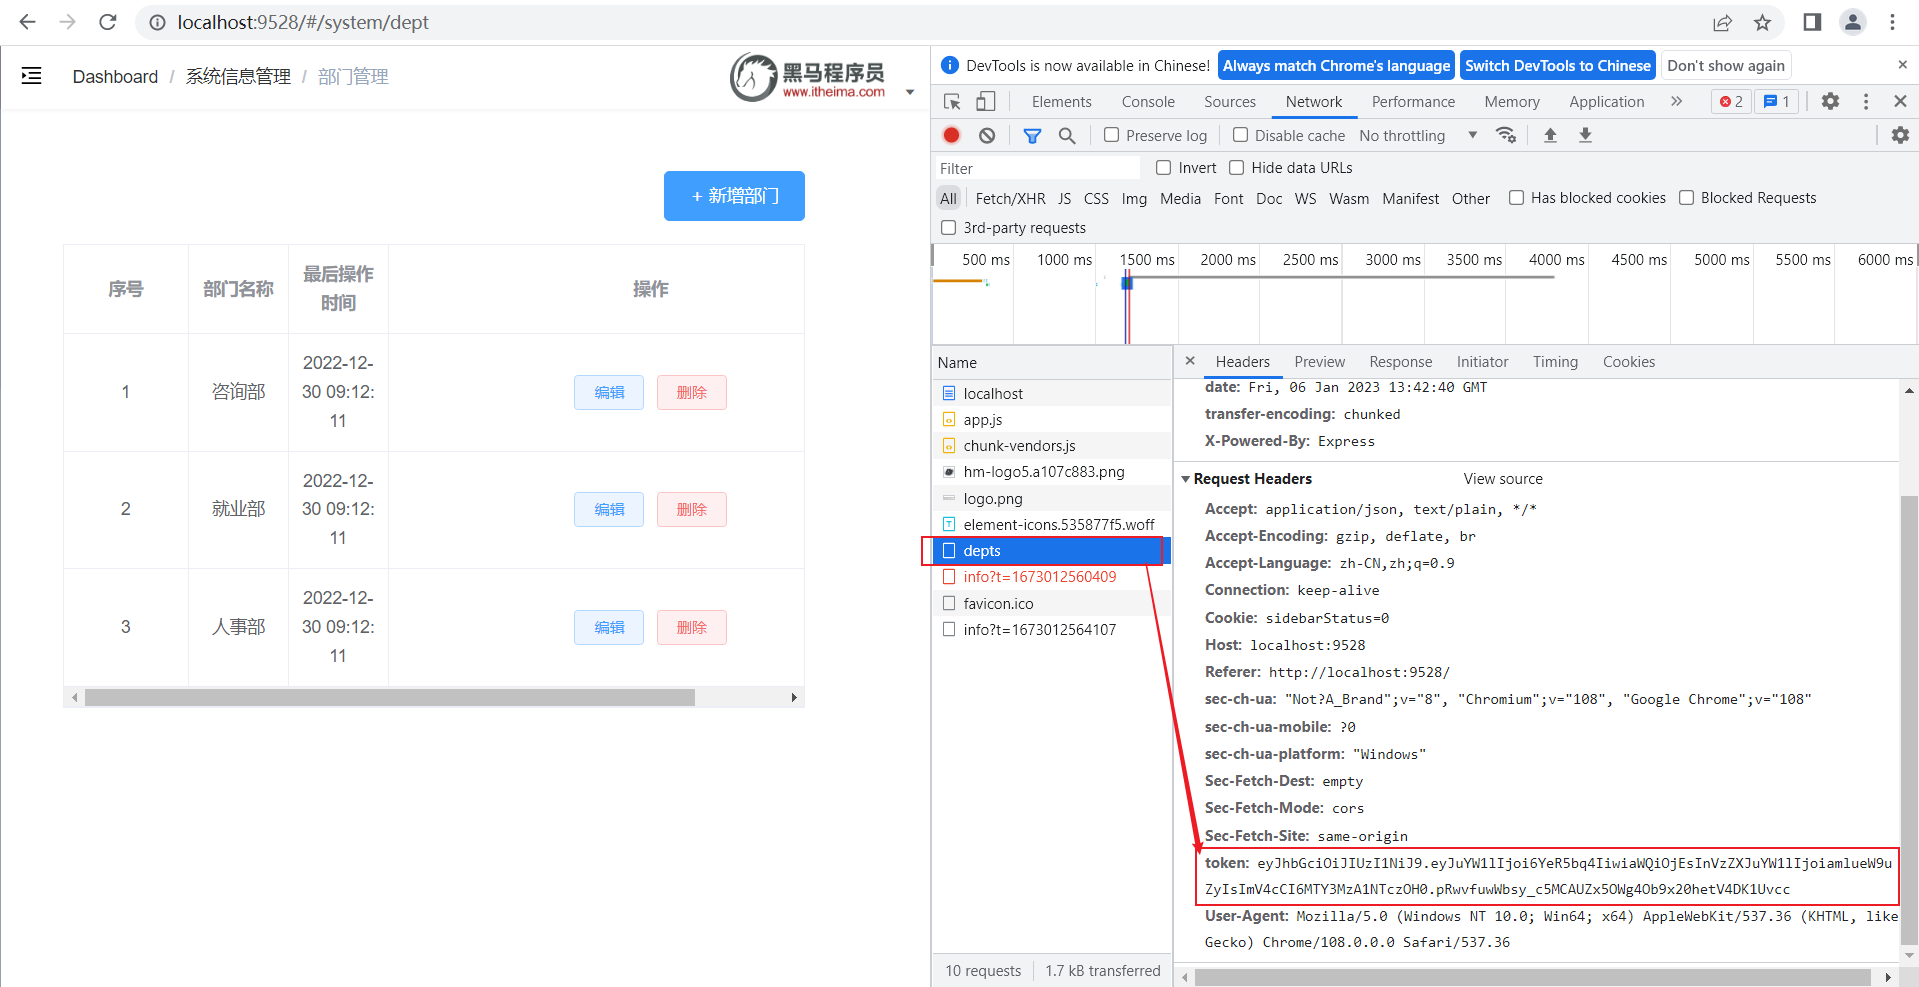 localhost:9528/#/system/dept
Dashboard / 系统信息管理 / 部门管理
黑马程序员
www.itheima.com
+ 新增部门
序号
部门名称
最后操作
时间
操作
1
咨询部
2022-12-
30 09:12:
11
编辑
删除
2
就业部
2022-12-
30 09:12:
11
编辑
删除
3
人事部
2022-12-
30 09:12:
11
编辑
删除
DevTools is now available in Chinese! Always match Chrome's language Switch DevTools to Chinese Don't show again
Elements Console Sources Network Performance Memory Application 2 1
Preserve log Disable cache No throttling
Filter Invert Hide data URLs
All Fetch/XHR JS CSS Img Media Font Doc WS Wasm Manifest Other Has blocked cookies Blocked Requests
3rd-party requests
500 ms 1000 ms 1500 ms 2000 ms 2500 ms 3000 ms 3500 ms 4000 ms 4500 ms 5000 ms 5500 ms 6000 ms
Name
localhost
app.js
chunk-vendors.js
hm-logo5.a107c883.png
logo.png
element-icons.535877f5.woff
depts
info?t=1673012560409
favicon.ico
info?t=1673012564107
10 requests 1.7 kB transferred
Headers Preview Response Initiator Timing Cookies
date: Fri, 06 Jan 2023 13:42:40 GMT
transfer-encoding: chunked
X-Powered-By: Express
Request Headers View source
Accept: application/json, text/plain, */*
Accept-Encoding: gzip, deflate, br
Accept-Language: zh-CN,zh;q=0.9
Connection: keep-alive
Cookie: sidebarStatus=0
Host: localhost:9528
Referer: http://localhost:9528/
sec-ch-ua: "Not?A_Brand";v="8", "Chromium";v="108", "Google Chrome";v="108"
sec-ch-ua-mobile: ?0
sec-ch-ua-platform: "Windows"
Sec-Fetch-Dest: empty
Sec-Fetch-Mode: cors
Sec-Fetch-Site: same-origin
token: eyJhbGciOiJIUzI1NiJ9.eyJuYW1lIjoi6YeR5bq4IiwiaWQiOjEsInVzZXJuYW1lIjoiamlueW9u
ZyIsImV4cCI6MTY3MzA1NTczOH0.pRwvfuwWbsy_c5MCAUZx5OWg4Ob9x20hetV4DK1Uvcc
User-Agent: Mozilla/5.0 (Windows NT 10.0; Win64; x64) AppleWebKit/537.36 (KHTML, like
Gecko) Chrome/108.0.0.0 Safari/537.36